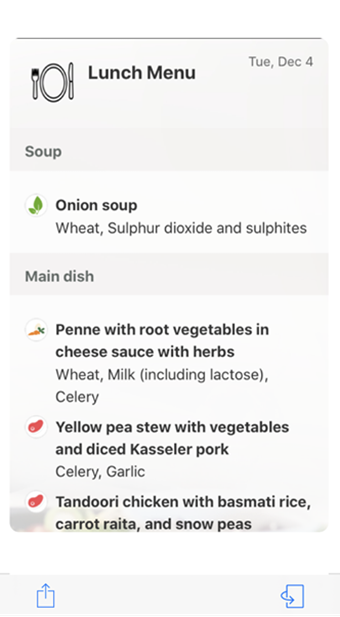 Lunch Menu
Tue, Dec 4
Soup
Onion soup
Wheat, Sulphur dioxide and sulphites
Main dish
Penne with root vegetables in
cheese sauce with herbs
Wheat, Milk (including lactose),
Celery
Yellow pea stew with vegetables
and diced Kasseler pork
Celery, Garlic
Tandoori chicken with basmati rice,
carrot raita, and snow peas